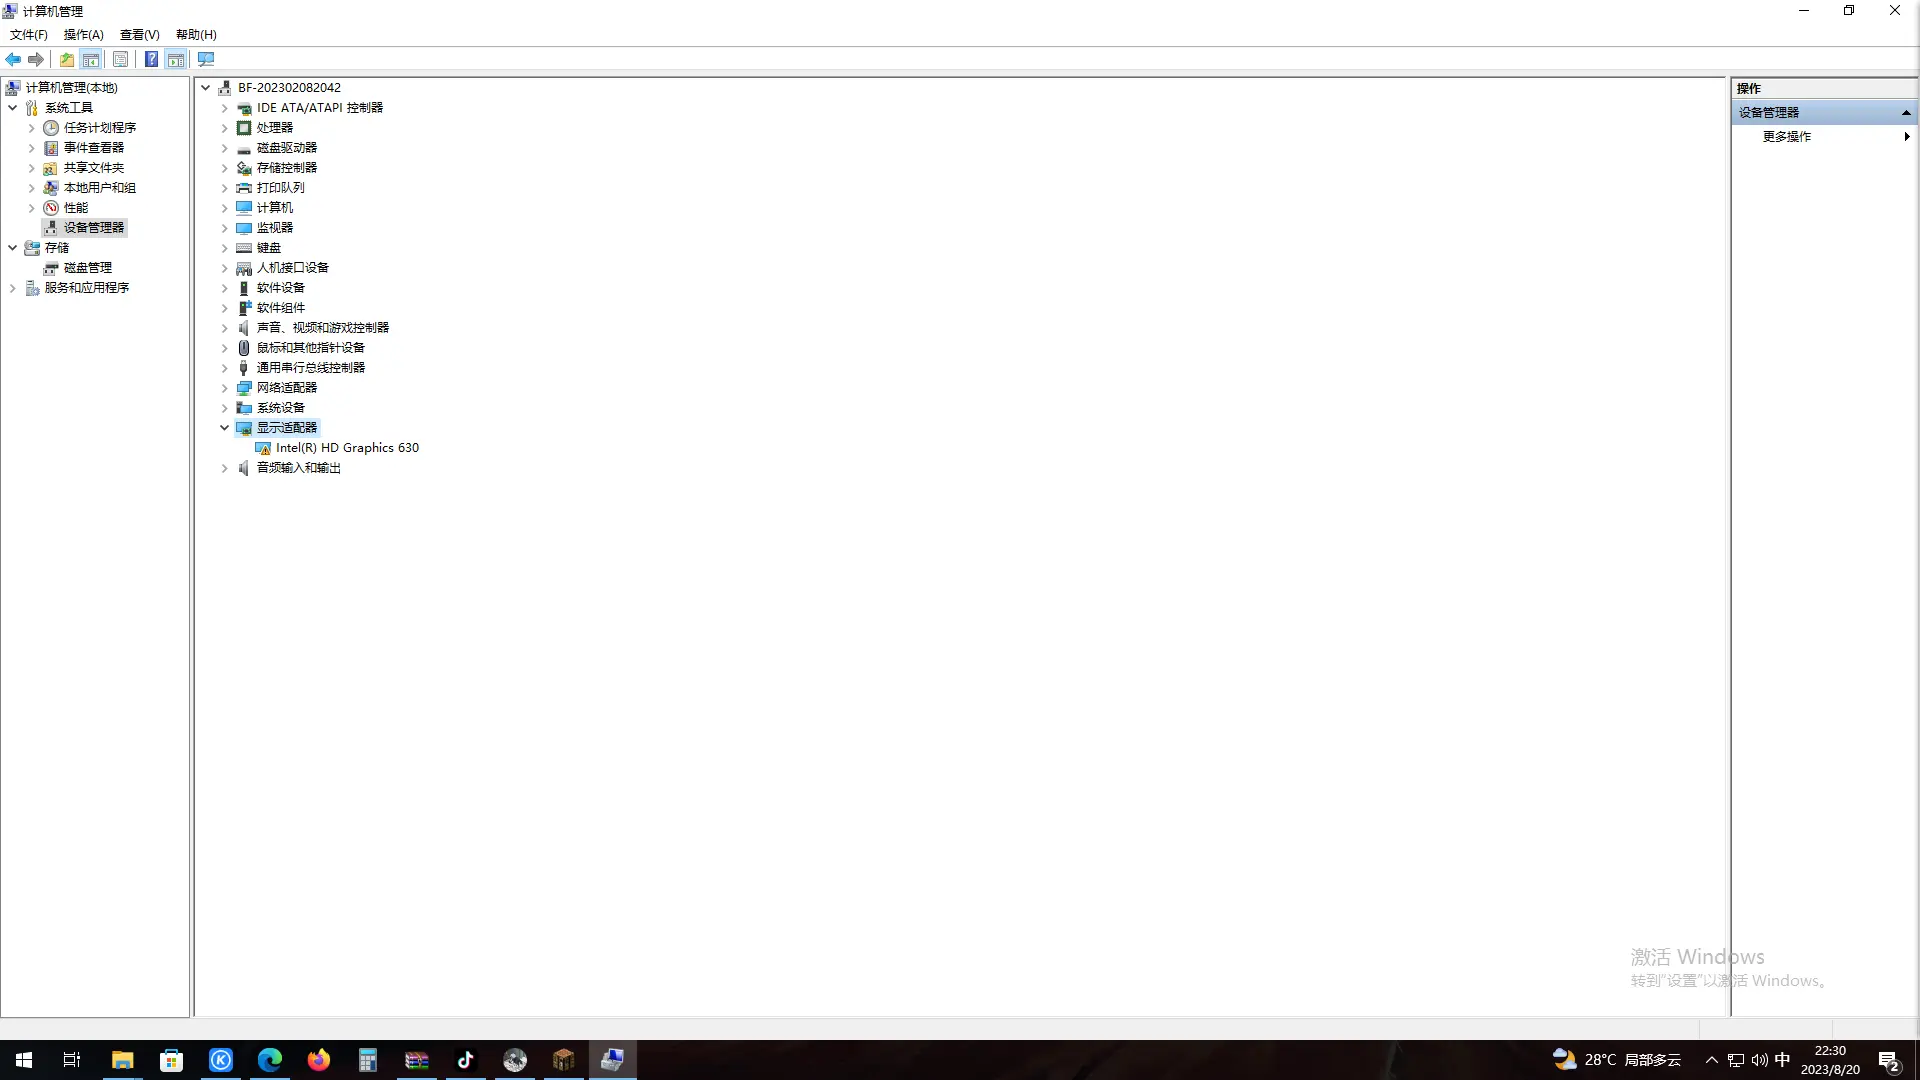 计算机管理
文件(F) 操作(A) 查看(V) 帮助(H)
计算机管理(本地)
系统工具
任务计划程序
事件查看器
共享文件夹
本地用户和组
性能
设备管理器
存储
磁盘管理
服务和应用程序
BF-202302082042
IDE ATA/ATAPI 控制器
处理器
磁盘驱动器
存储控制器
打印队列
计算机
监视器
键盘
人机接口设备
软件设备
软件组件
声音、视频和游戏控制器
鼠标和其他指针设备
通用串行总线控制器
网络适配器
系统设备
显示适配器
Intel(R) HD Graphics 630
音频输入和输出
操作
设备管理器
更多操作
激活 Windows
转到"设置"以激活 Windows。
28°C 局部多云
中
22:30
2023/8/20
2